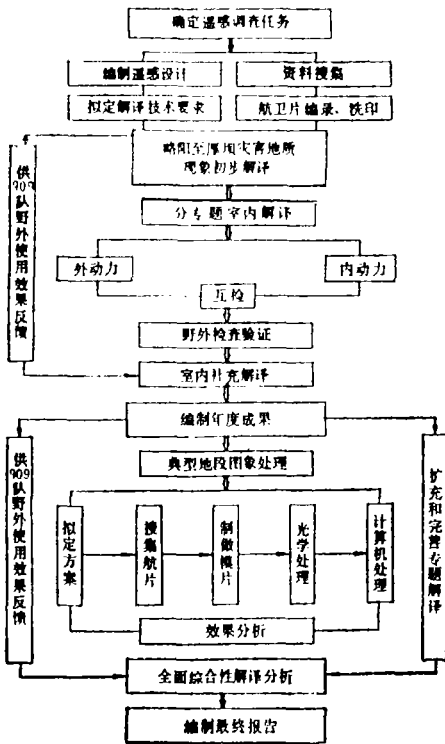 确定遥感调查任务
编制遥感设计
资料搜集
拟定解译技术要求
航卫片编录、洗印
略阳至厚坝灾害地质
现象初步解译
供909队野外使用效果反馈
分专题室内解译
外动力
内动力
互检
野外检查验证
室内补充解译
编制年度成果
供909队野外使用效果反馈
扩充和完善专题解译
典型地段图象处理
拟定方案
搜集航片
制做模片
光学处理
计算机处理
效果分析
全面综合性解译分析
编制最终报告